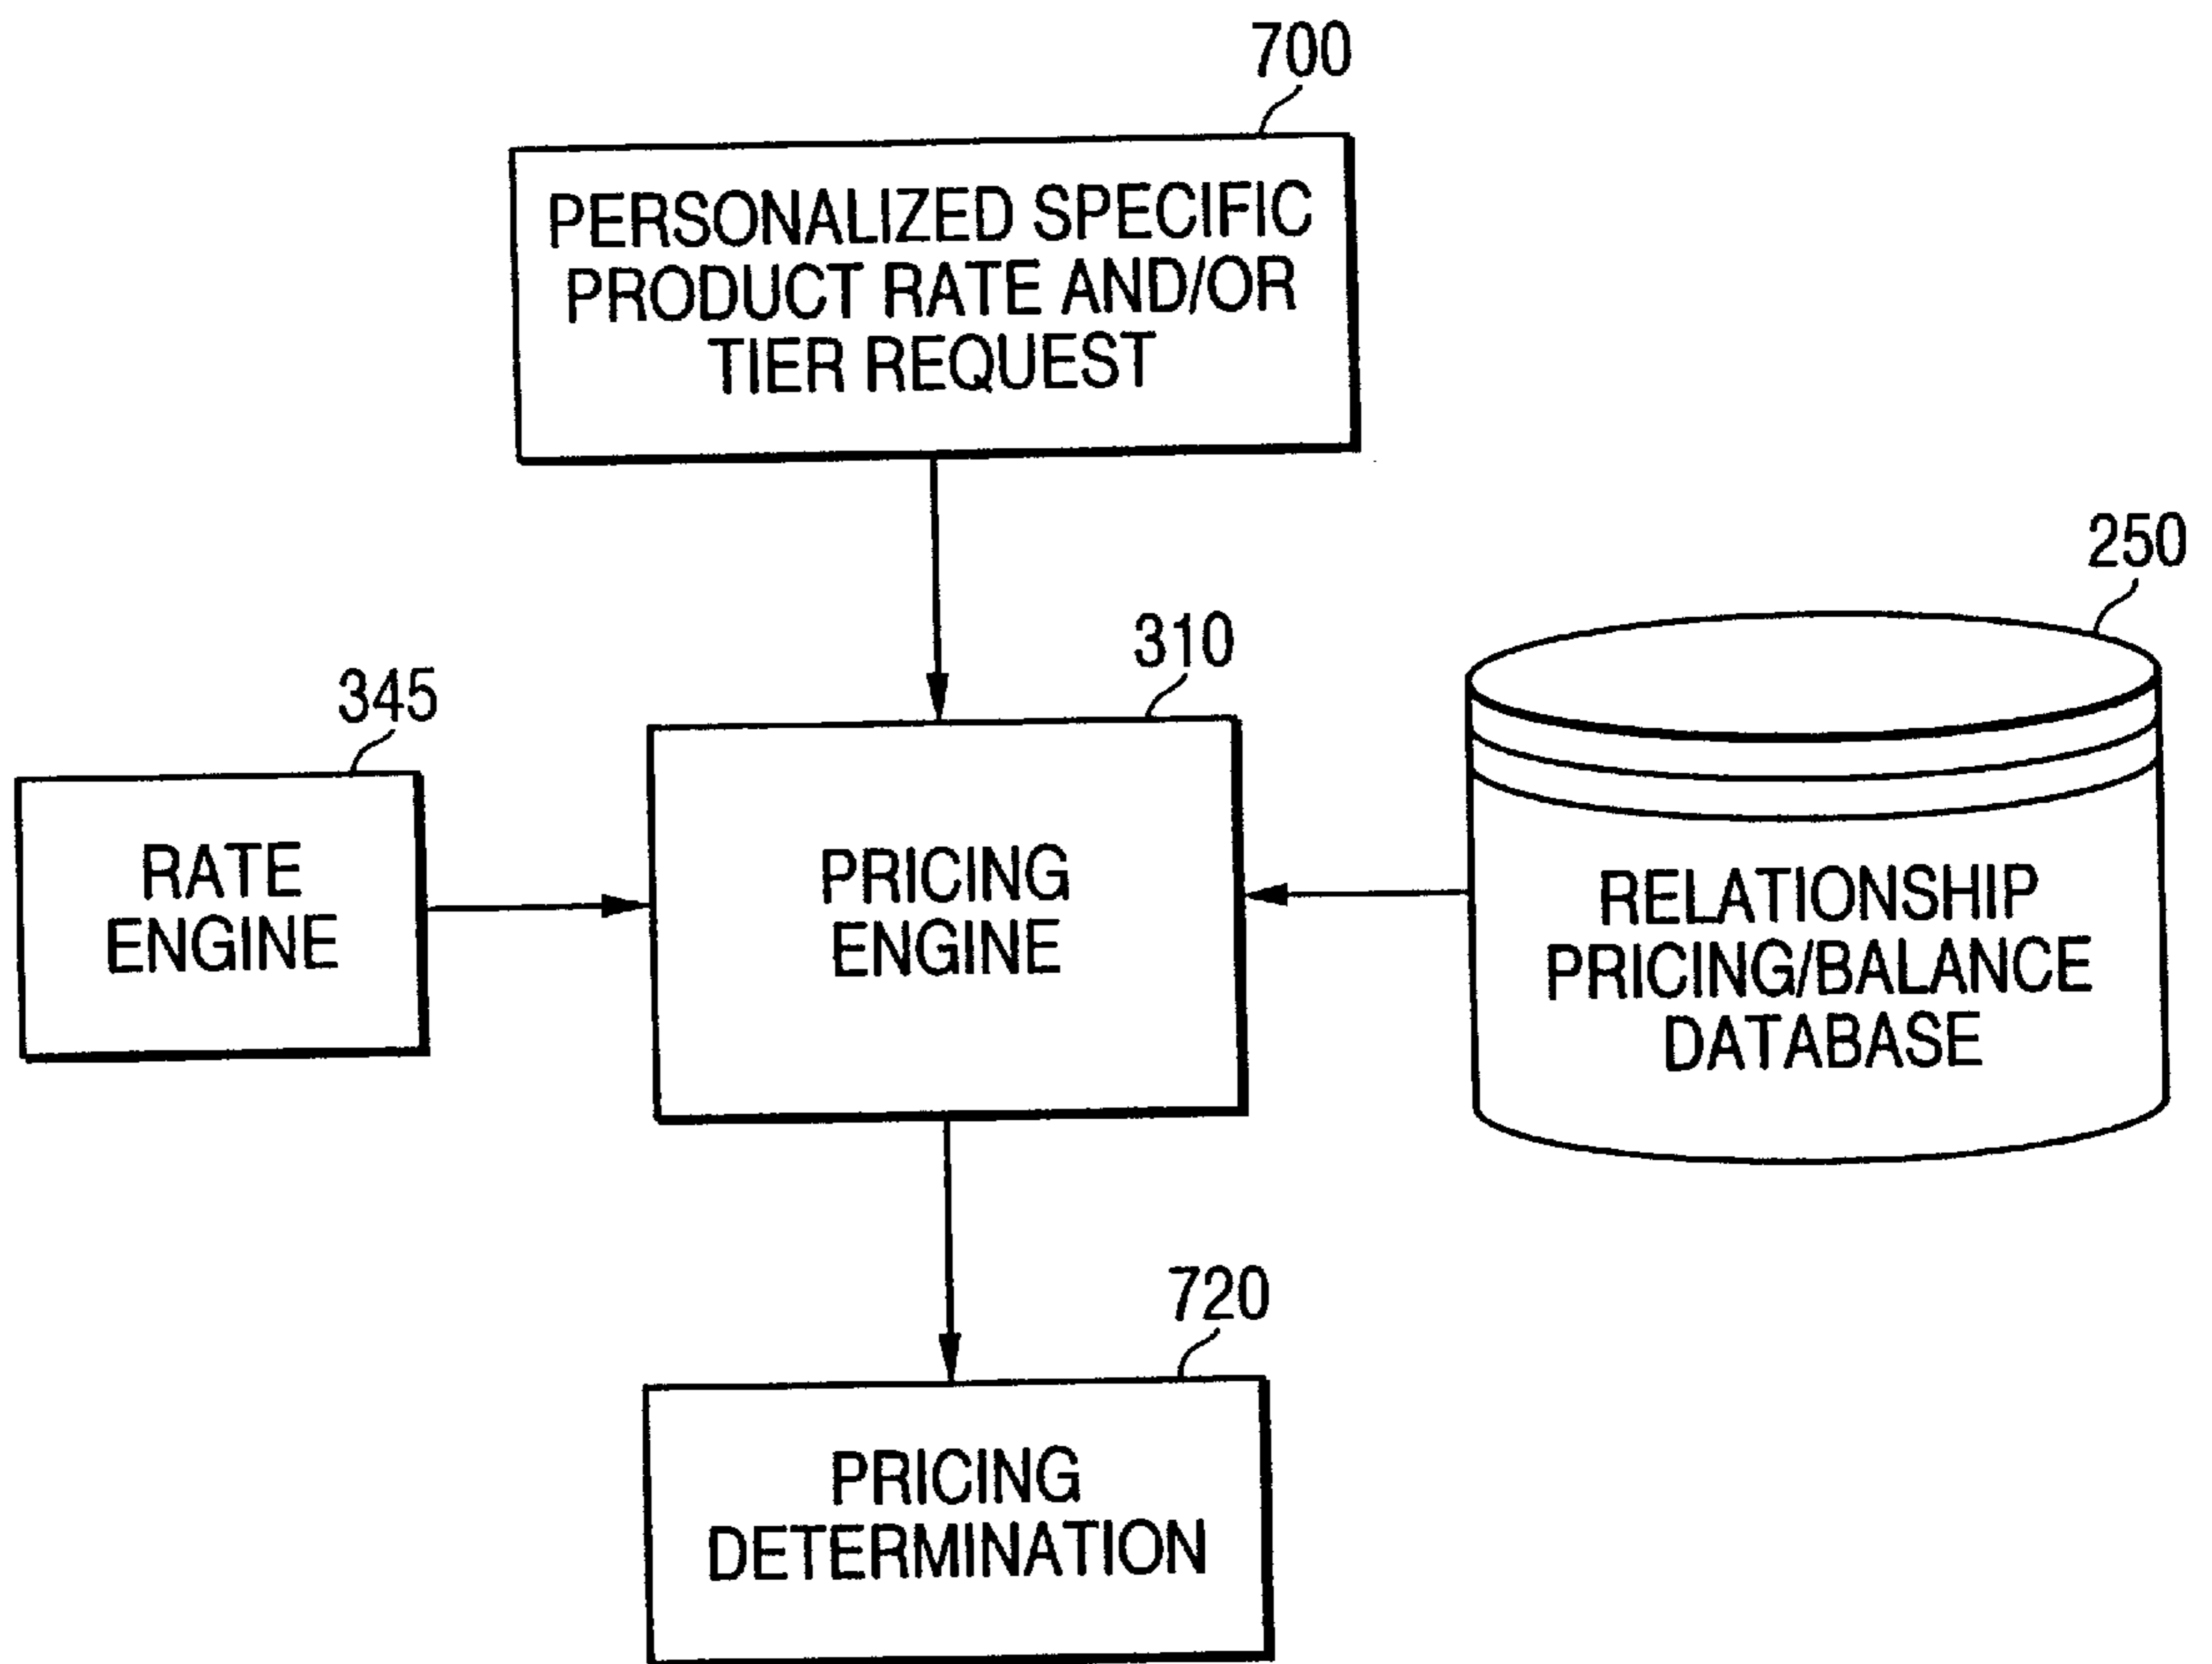 700
PERSONALIZED SPECIFIC
PRODUCT RATE AND/OR
TIER REQUEST
250
310
345
RATE
ENGINE
PRICING
ENGINE
RELATIONSHIP
PRICING/BALANCE
DATABASE
720
PRICING
DETERMINATION